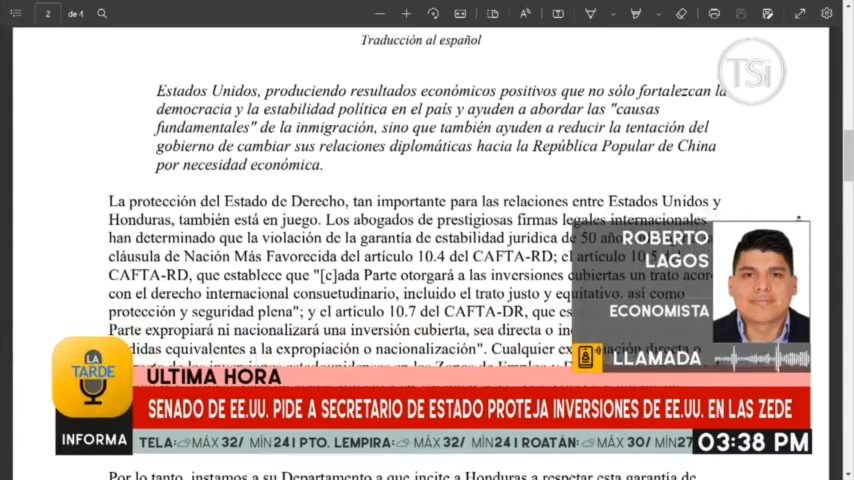 2 de 4
Traducción al español
TSi
Estados Unidos, produciendo resultados económicos positivos que no sólo fortalezcan la
democracia y la estabilidad política en el país y ayuden a abordar las "causas
fundamentales" de la inmigración, sino que también ayuden a reducir la tentación del
gobierno de cambiar sus relaciones diplomáticas hacia la República Popular de China
por necesidad económica.
La protección del Estado de Derecho, tan importante para las relaciones entre Estados Unidos y
Honduras, también está en juego. Los abogados de prestigiosas firmas legales internacionales
han determinado que la violación de la garantía de estabilidad jurídica de 50 años
cláusula de Nación Más Favorecida del artículo 10.4 del CAFTA-RD; el artículo 10.5
CAFTA-RD, que establece que "[c]ada Parte otorgará a las inversiones cubiertas un trato acor
con el derecho internacional consuetudinario, incluido el trato justo y equitativo, así como
protección y seguridad plena"; y el artículo 10.7 del CAFTA-DR, que es
Parte expropiará ni nacionalizará una inversión cubierta, sea directa o in
didas equivalentes a la expropiación o nacionalización". Cualquier ex iación directa o
ROBERTO
LAGOS
ECONOMISTA
LLAMADA
LA
TARDE
INFORMA
ÚLTIMA HORA
SENADO DE EE.UU. PIDE A SECRETARIO DE ESTADO PROTEJA INVERSIONES DE EE.UU. EN LAS ZEDE
TELA: MÁX 32/ MÍN 24 | PTO. LEMPIRA: MÁX 32/ MÍN 24 | ROATÁN: MÁX 30/ MÍN 27
03:38 PM
Por lo tanto, instamos a su Departamento a que incite a Honduras a respetar esta garantía de